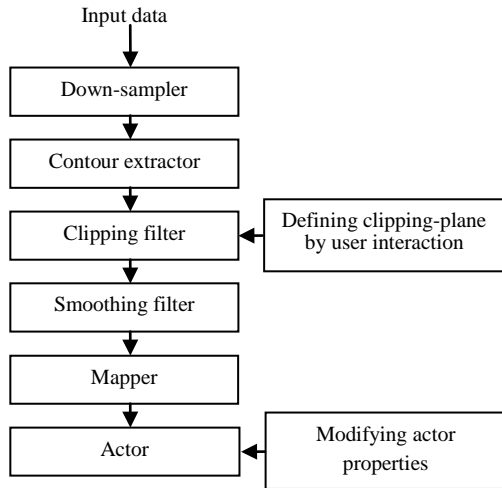 Input data
Down-sampler
Contour extractor
Clipping filter
Defining clipping-plane
by user interaction
Smoothing filter
Mapper
Actor
Modifying actor
properties